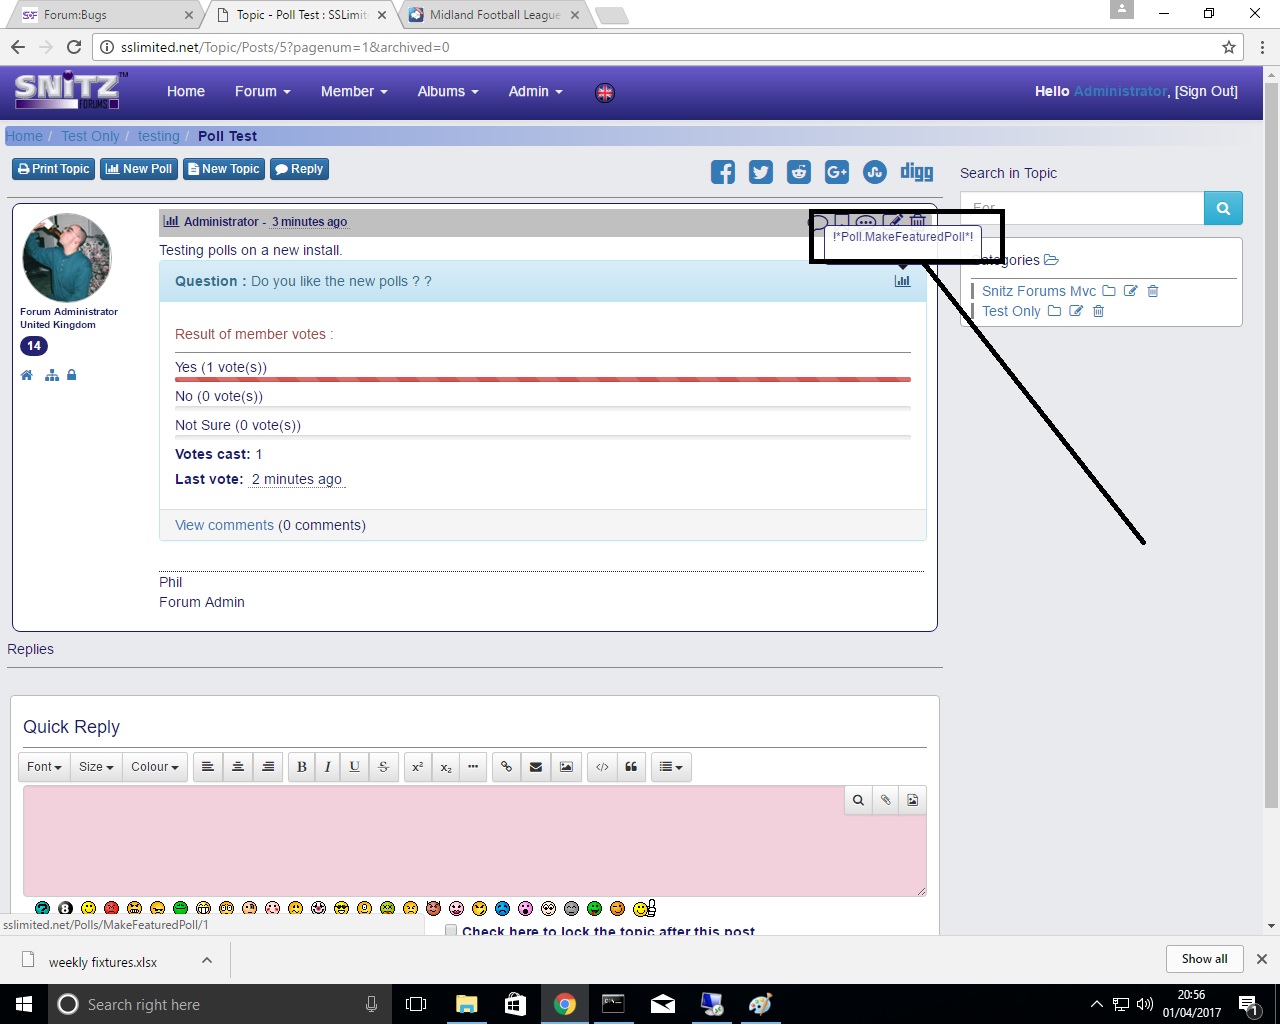 Forum:Bugs
Topic - Poll Test : SSLimit
Midland Football League
sslimited.net/Topic/Posts/5?pagenum=1&archived=0
SNITZ TM
FORUMS
Home Forum Member Albums Admin
Hello Administrator, [Sign Out]
Home / Test Only / testing / Poll Test
Print Topic New Poll New Topic Reply
digg
Search in Topic
For
Administrator - 3 minutes ago
!*Poll.MakeFeaturedPoll*!
Testing polls on a new install.
Question : Do you like the new polls ? ?
Categories
Snitz Forums Mvc
Test Only
Forum Administrator
United Kingdom
14
Result of member votes :
Yes (1 vote(s))
No (0 vote(s))
Not Sure (0 vote(s))
Votes cast: 1
Last vote: 2 minutes ago
View comments (0 comments)
Phil
Forum Admin
Replies
Quick Reply
Font Size Colour B I U S x² x₂ ···
8
sslimited.net/Polls/MakeFeaturedPoll/1
Check here to lock the topic after this post
weekly fixtures.xlsx
Show all
Search right here
20:56
01/04/2017
1